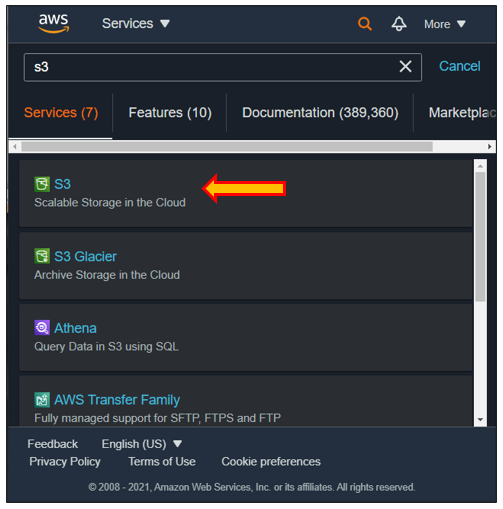 aws Services More
s3 Cancel
Services (7) Features (10) Documentation (389,360) Marketplac
S3
Scalable Storage in the Cloud
S3 Glacier
Archive Storage in the Cloud
Athena
Query Data in S3 using SQL
AWS Transfer Family
Fully managed support for SFTP, FTPS and FTP
Feedback English (US)
Privacy Policy Terms of Use Cookie preferences
© 2008 - 2021, Amazon Web Services, Inc. or its affiliates. All rights reserved.